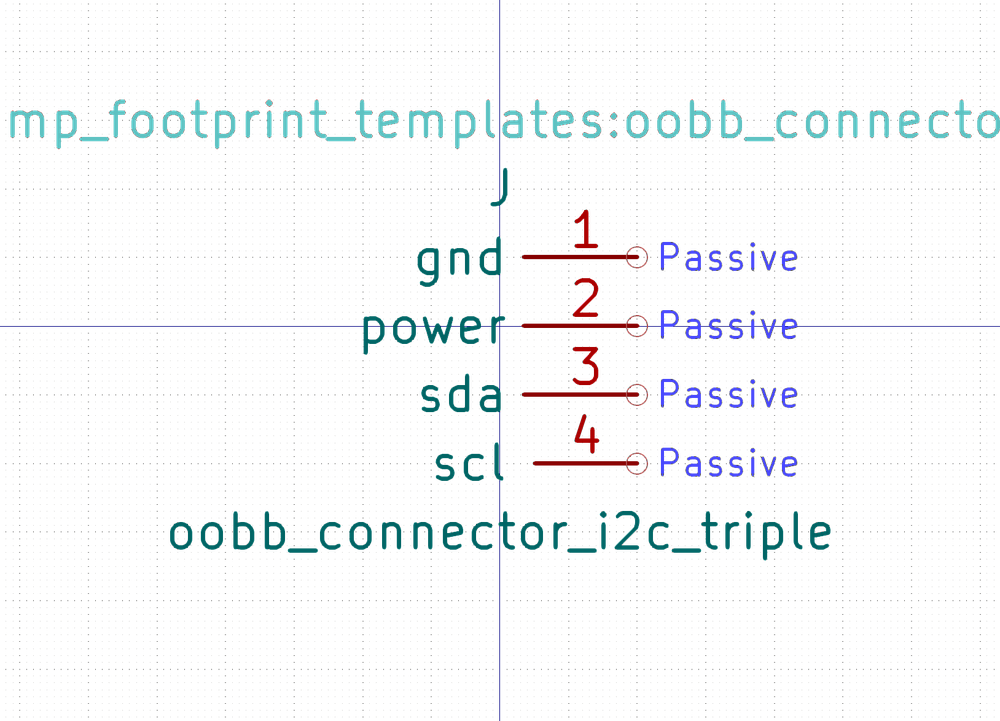 mp_footprint_templates:oobb_connecto
J
1
gnd Passive
2
power Passive
3
sda Passive
4
scl Passive
oobb_connector_i2c_triple